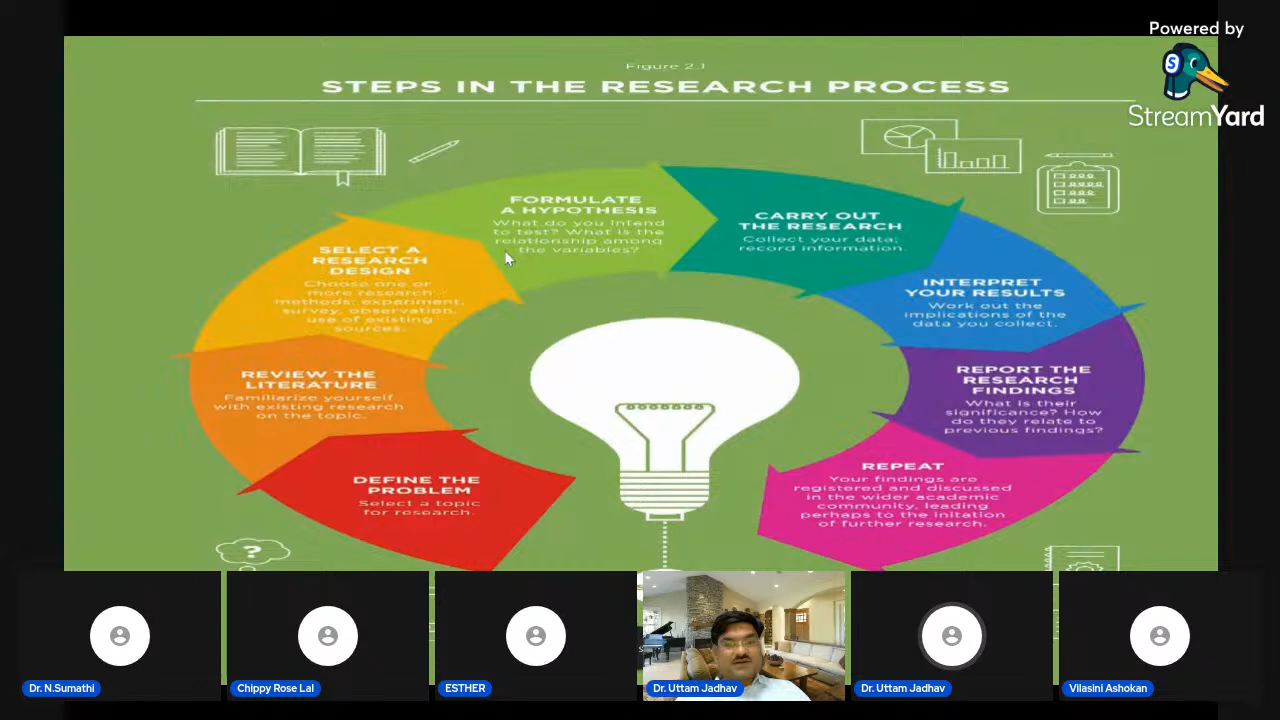 Powered by
StreamYard
Figure 2.1
STEPS IN THE RESEARCH PROCESS
DEFINE THE
PROBLEM
Select a topic
for research.
REVIEW THE
LITERATURE
Familiarize yourself
with existing research
on the topic.
SELECT A
RESEARCH
DESIGN
Choose one or
more research
methods: experiment,
survey, observation,
use of existing
sources.
FORMULATE
A HYPOTHESIS
What do you intend
to test? What is the
relationship among
the variables?
CARRY OUT
THE RESEARCH
Collect your data;
record information.
INTERPRET
YOUR RESULTS
Work out the
implications of the
data you collect.
REPORT THE
RESEARCH
FINDINGS
What is their
significance? How
do they relate to
previous findings?
REPEAT
Your findings are
registered and discussed
in the wider academic
community, leading
perhaps to the initation
of further research.
?
Dr. N.Sumathi
Chippy Rose Lal
ESTHER
Dr. Uttam Jadhav
Dr. Uttam Jadhav
Vilasini Ashokan